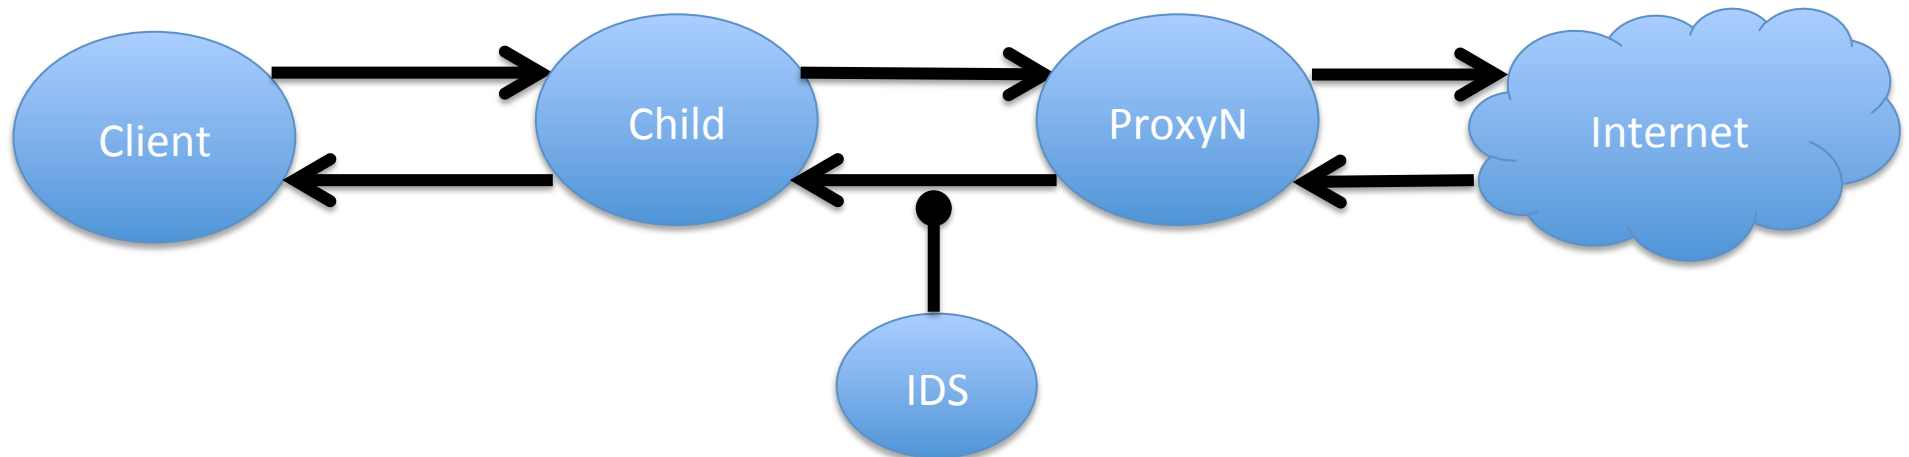 Client
Child
ProxyN
Internet
IDS